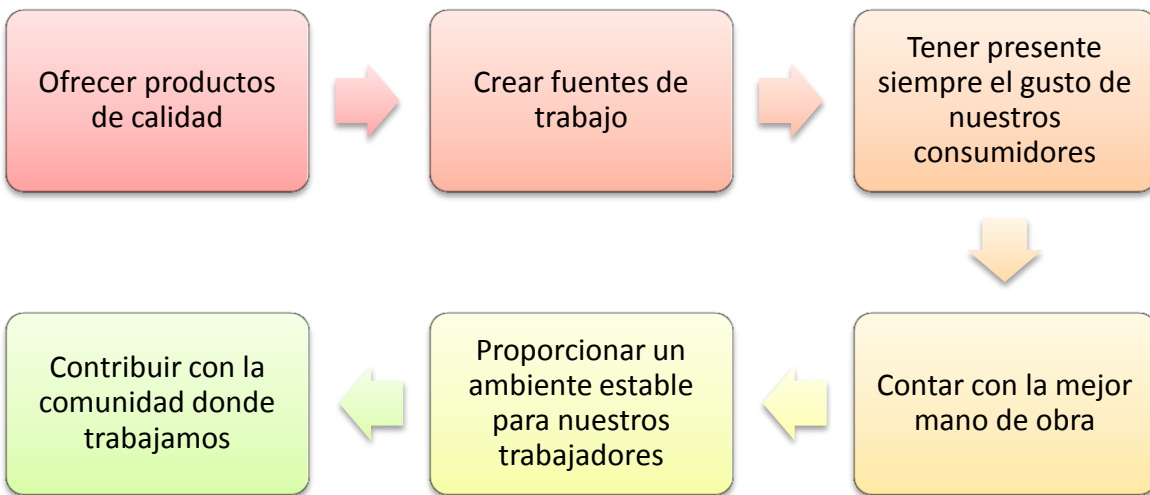 Ofrecer productos
de calidad
Crear fuentes de
trabajo
Tener presente
siempre el gusto de
nuestros
consumidores
Contar con la mejor
mano de obra
Proporcionar un
ambiente estable
para nuestros
trabajadores
Contribuir con la
comunidad donde
trabajamos